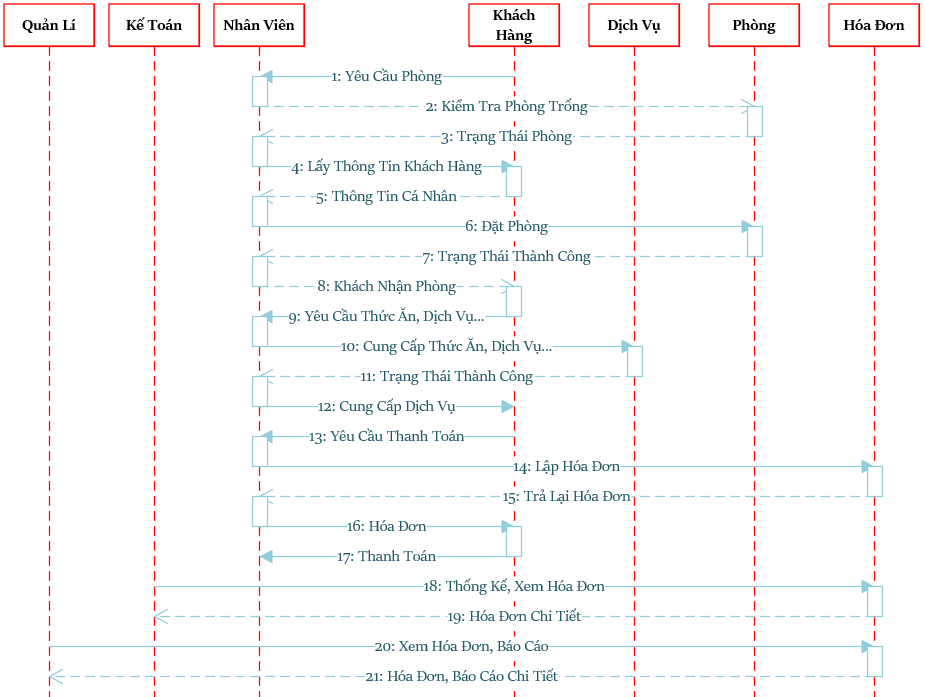 Quản Lí
Kế Toán
Nhân Viên
Khách
Hàng
Dịch Vụ
Phòng
Hóa Đơn
1: Yêu Cầu Phòng
2: Kiểm Tra Phòng Trống
3: Trạng Thái Phòng
4: Lấy Thông Tin Khách Hàng
5: Thông Tin Cá Nhân
6: Đặt Phòng
7: Trạng Thái Thành Công
8: Khách Nhận Phòng
9: Yêu Cầu Thức Ăn, Dịch Vụ...
10: Cung Cấp Thức Ăn, Dịch Vụ...
11: Trạng Thái Thành Công
12: Cung Cấp Dịch Vụ
13: Yêu Cầu Thanh Toán
14: Lập Hóa Đơn
15: Trả Lại Hóa Đơn
16: Hóa Đơn
17: Thanh Toán
18: Thống Kế, Xem Hóa Đơn
19: Hóa Đơn Chi Tiết
20: Xem Hóa Đơn, Báo Cáo
21: Hóa Đơn, Báo Cáo Chi Tiết